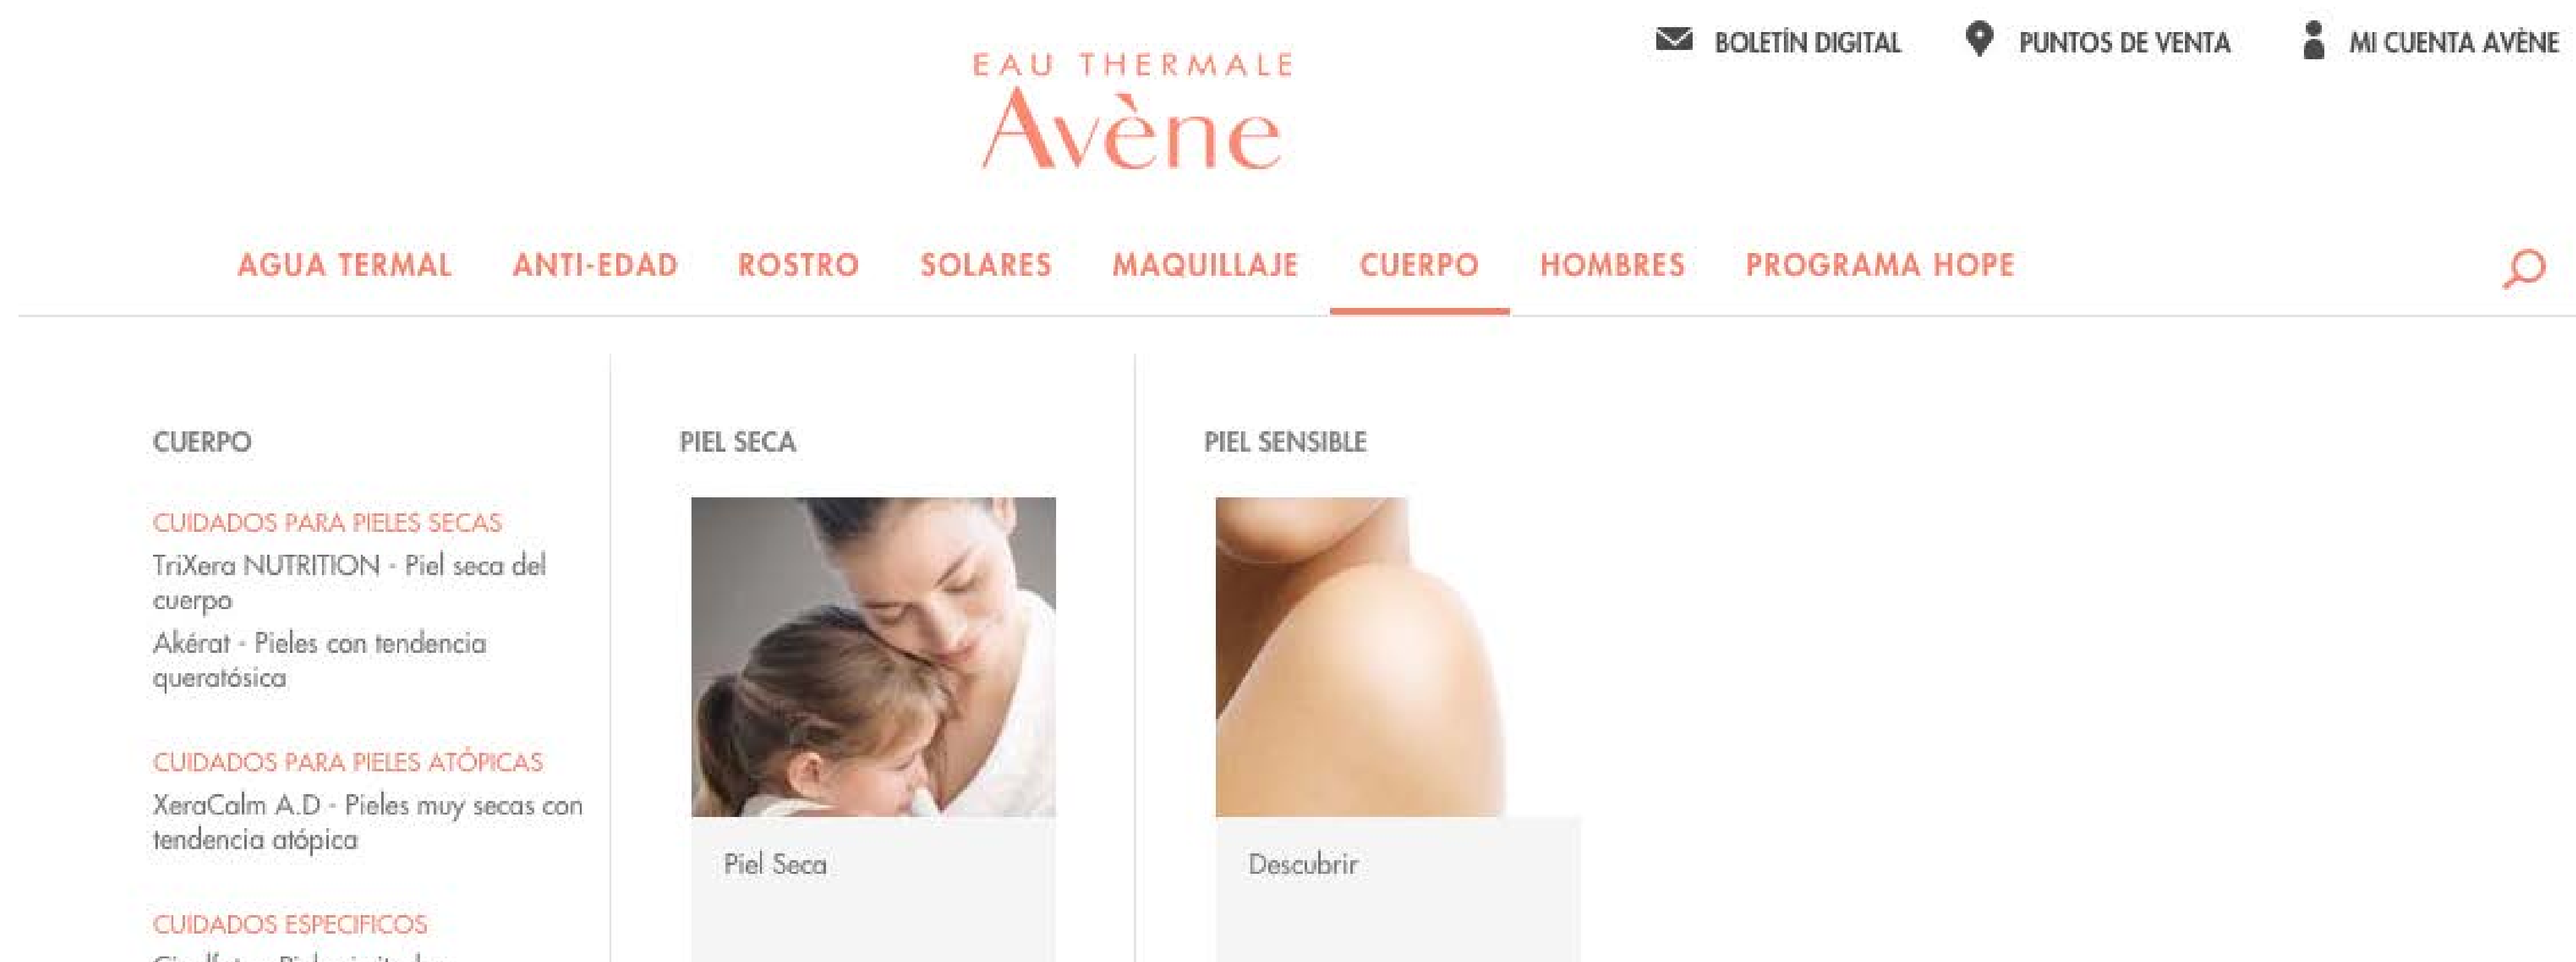 BOLETÍN DIGITAL
PUNTOS DE VENTA
MI CUENTA AVÈNE
EAU THERMALE
Avène
AGUA TERMAL
ANTI-EDAD
ROSTRO
SOLARES
MAQUILLAJE
CUERPO
HOMBRES
PROGRAMA HOPE
CUERPO
CUIDADOS PARA PIELES SECAS
TriXera NUTRITION - Piel seca del
cuerpo
Akérat - Pieles con tendencia
queratósica
CUIDADOS PARA PIELES ATÓPICAS
XeraCalm A.D - Pieles muy secas con
tendencia atópica
CUIDADOS ESPECIFICOS
PIEL SECA
Piel Seca
PIEL SENSIBLE
Descubrir